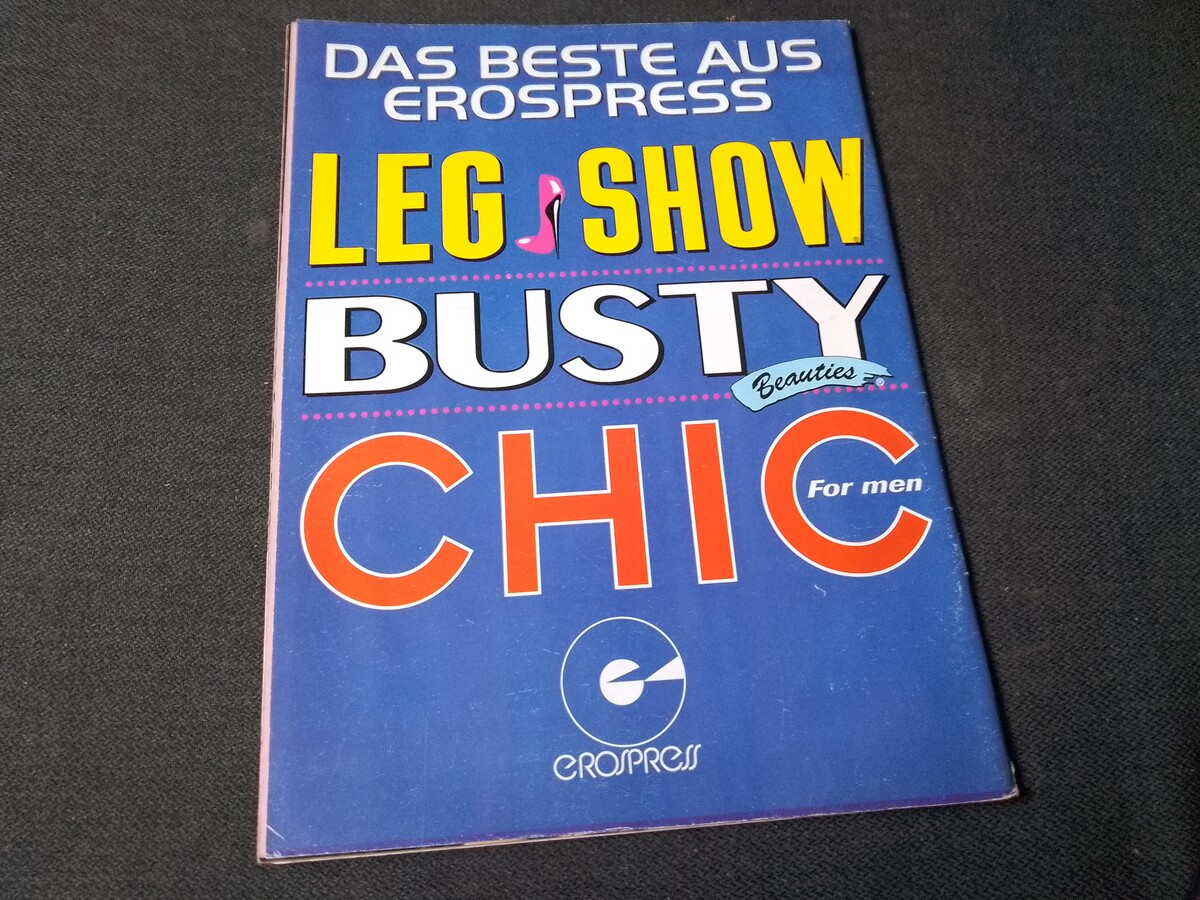 DAS BESTE AUS
EROSPRESS
LEG SHOW®
BUSTY
Beauties®
CHIC
For men
EROSPRESS